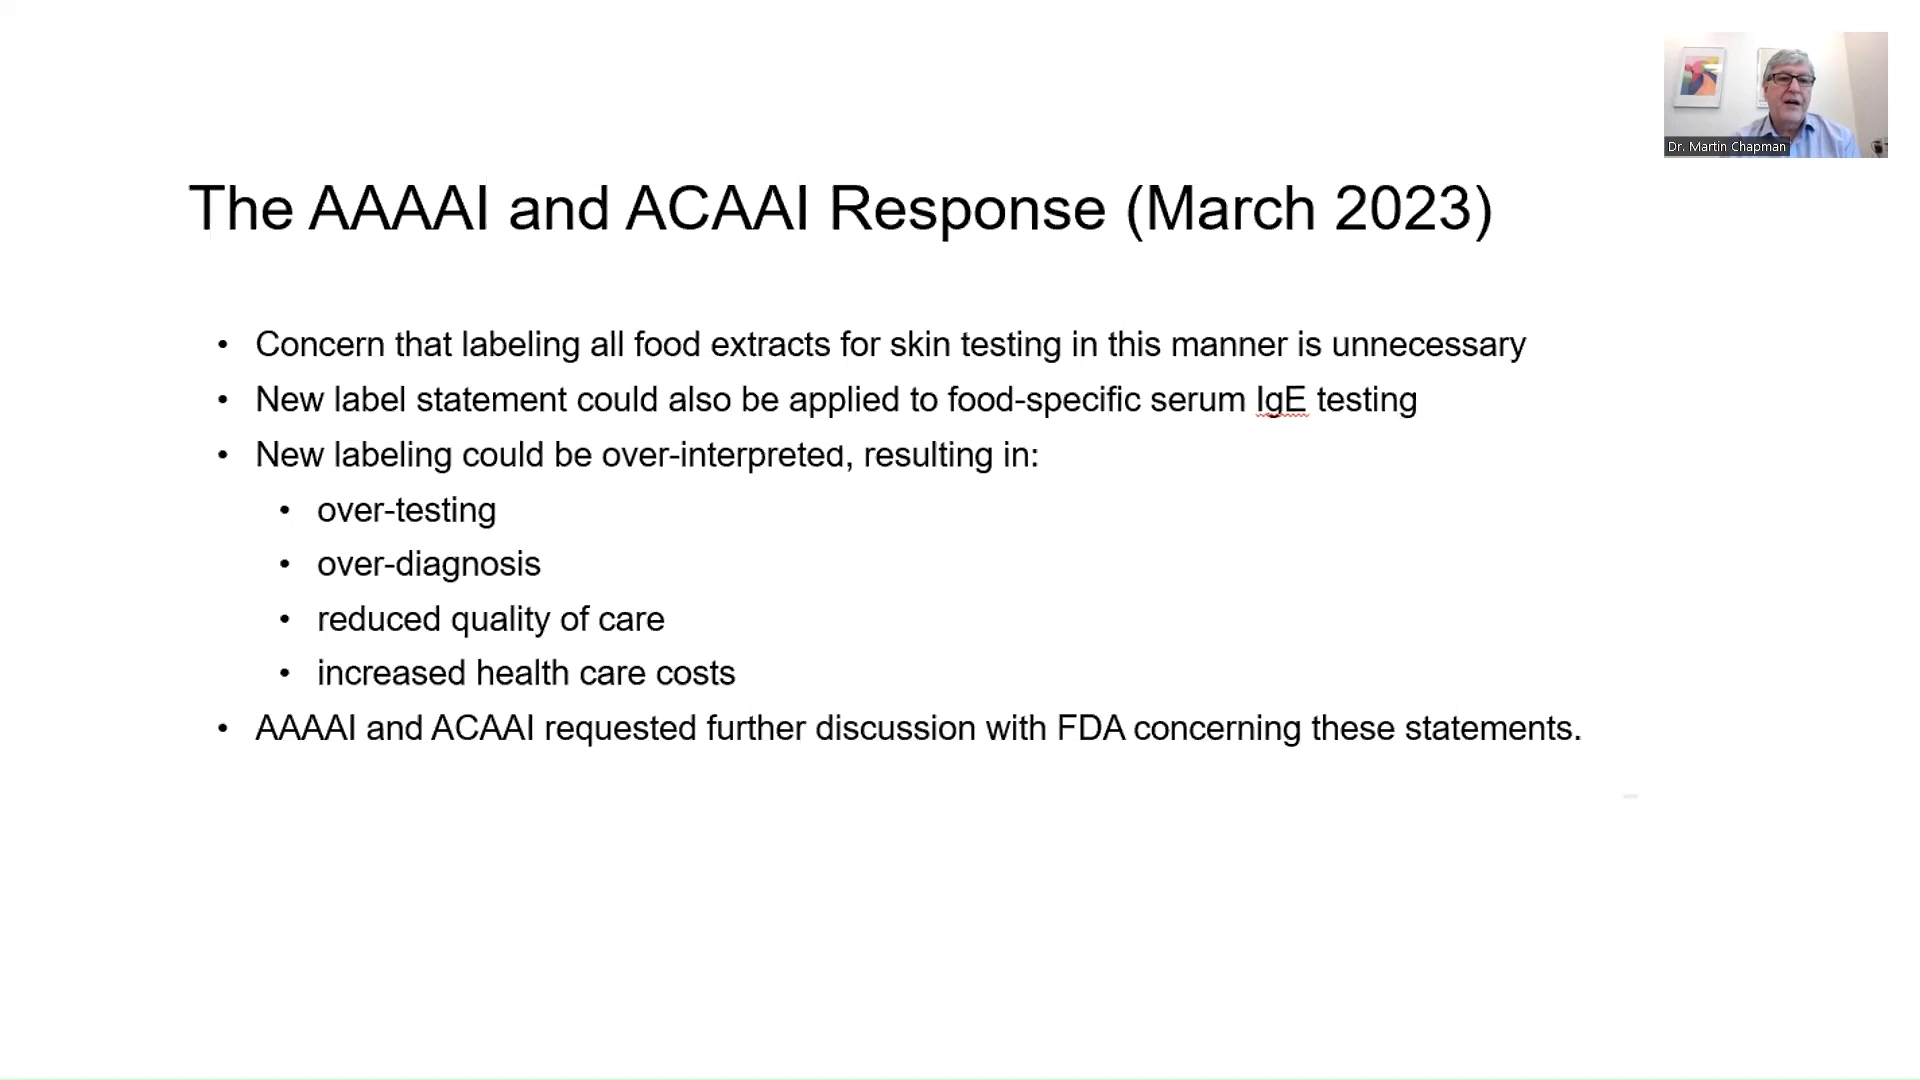 Dr. Martin Chapman
The AAAAI and ACAAI Response (March 2023)
• Concern that labeling all food extracts for skin testing in this manner is unnecessary
• New label statement could also be applied to food-specific serum IgE testing
• New labeling could be over-interpreted, resulting in:
• over-testing
• over-diagnosis
• reduced quality of care
• increased health care costs
• AAAAI and ACAAI requested further discussion with FDA concerning these statements.